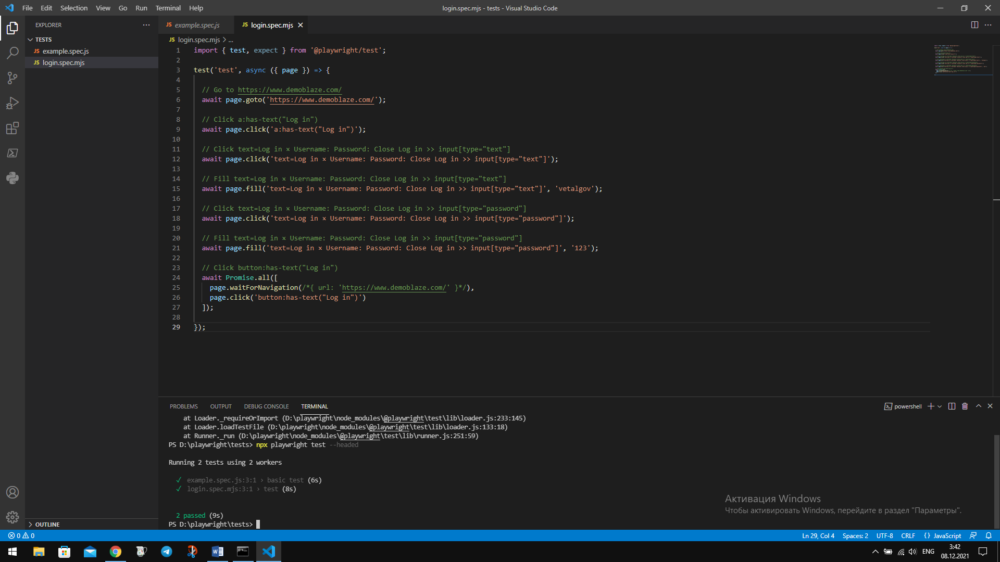 File Edit Selection View Go Run Terminal Help
login.spec.mjs - tests - Visual Studio Code
EXPLORER
TESTS
JS example.spec.js
JS login.spec.mjs
OUTLINE
JS example.spec.js
JS login.spec.mjs
JS login.spec.mjs > ...
1 import { test, expect } from '@playwright/test';
2
3 test('test', async ({ page }) => {
4
5 // Go to https://www.demoblaze.com/
6 await page.goto('https://www.demoblaze.com/');
7
8 // Click a:has-text("Log in")
9 await page.click('a:has-text("Log in")');
10
11 // Click text=Log in × Username: Password: Close Log in >> input[type="text"]
12 await page.click('text=Log in × Username: Password: Close Log in >> input[type="text"]');
13
14 // Fill text=Log in × Username: Password: Close Log in >> input[type="text"]
15 await page.fill('text=Log in × Username: Password: Close Log in >> input[type="text"]', 'vetalgov');
16
17 // Click text=Log in × Username: Password: Close Log in >> input[type="password"]
18 await page.click('text=Log in × Username: Password: Close Log in >> input[type="password"]');
19
20 // Fill text=Log in × Username: Password: Close Log in >> input[type="password"]
21 await page.fill('text=Log in × Username: Password: Close Log in >> input[type="password"]', '123');
22
23 // Click button:has-text("Log in")
24 await Promise.all([
25 page.waitForNavigation(/*{ url: 'https://www.demoblaze.com/' }*/),
26 page.click('button:has-text("Log in")')
27 ]);
28
29 });
PROBLEMS OUTPUT DEBUG CONSOLE TERMINAL
powershell
at Loader._requireOrImport (D:\playwright\node_modules\@playwright\test\lib\loader.js:233:145)
at Loader.loadTestFile (D:\playwright\node_modules\@playwright\test\lib\loader.js:133:18)
at Runner._run (D:\playwright\node_modules\@playwright\test\lib\runner.js:251:59)
PS D:\playwright\tests> npx playwright test --headed
Running 2 tests using 2 workers
✓ example.spec.js:3:1 › basic test (6s)
✓ login.spec.mjs:3:1 › test (8s)
2 passed (9s)
PS D:\playwright\tests>
Активация Windows
Чтобы активировать Windows, перейдите в раздел "Параметры".
0 0
Ln 29, Col 4 Spaces: 2 UTF-8 CRLF {} JavaScript
ENG
3:42
08.12.2021